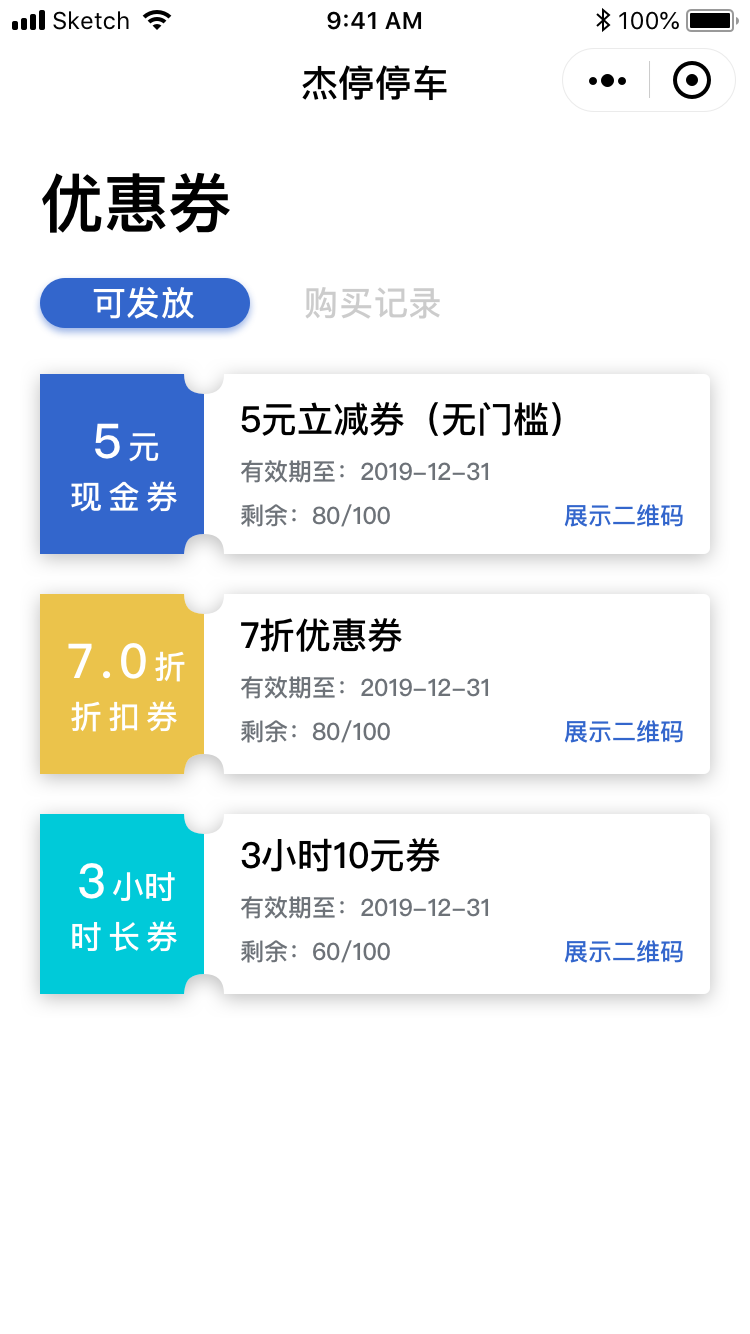 Sketch 9:41 AM 100%
杰停停车
优惠券
可发放 购买记录
5元
现金券
5元立减券（无门槛）
有效期至：2019-12-31
剩余：80/100 展示二维码
7.0折
折扣券
7折优惠券
有效期至：2019-12-31
剩余：80/100 展示二维码
3小时
时长券
3小时10元券
有效期至：2019-12-31
剩余：60/100 展示二维码